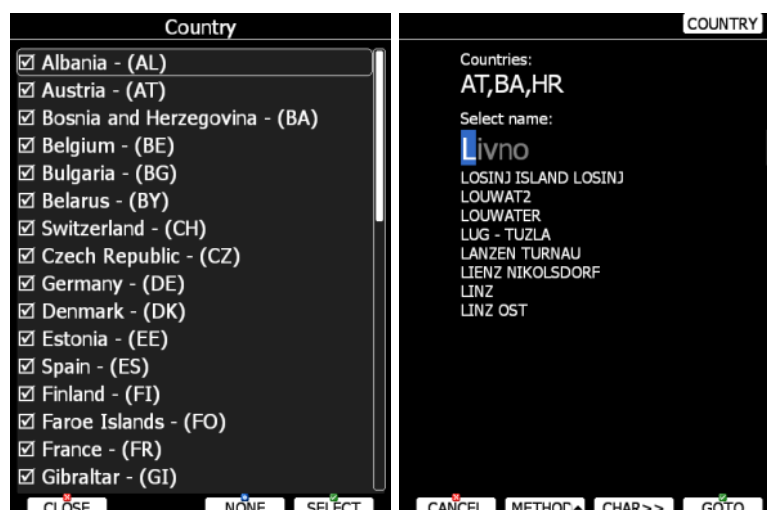 Country
Albania - (AL)
Austria - (AT)
Bosnia and Herzegovina - (BA)
Belgium - (BE)
Bulgaria - (BG)
Belarus - (BY)
Switzerland - (CH)
Czech Republic - (CZ)
Germany - (DE)
Denmark - (DK)
Estonia - (EE)
Spain - (ES)
Finland - (FI)
Faroe Islands - (FO)
France - (FR)
Gibraltar - (GI)
CLOSE NONE SELECT
COUNTRY
Countries:
AT,BA,HR
Select name:
Livno
LOSINJ ISLAND LOSINJ
LOUWAT2
LOUWATER
LUG - TUZLA
LANZEN TURNAU
LIENZ NIKOLSDORF
LINZ
LINZ OST
CANCEL METHOD CHAR>> GOTO